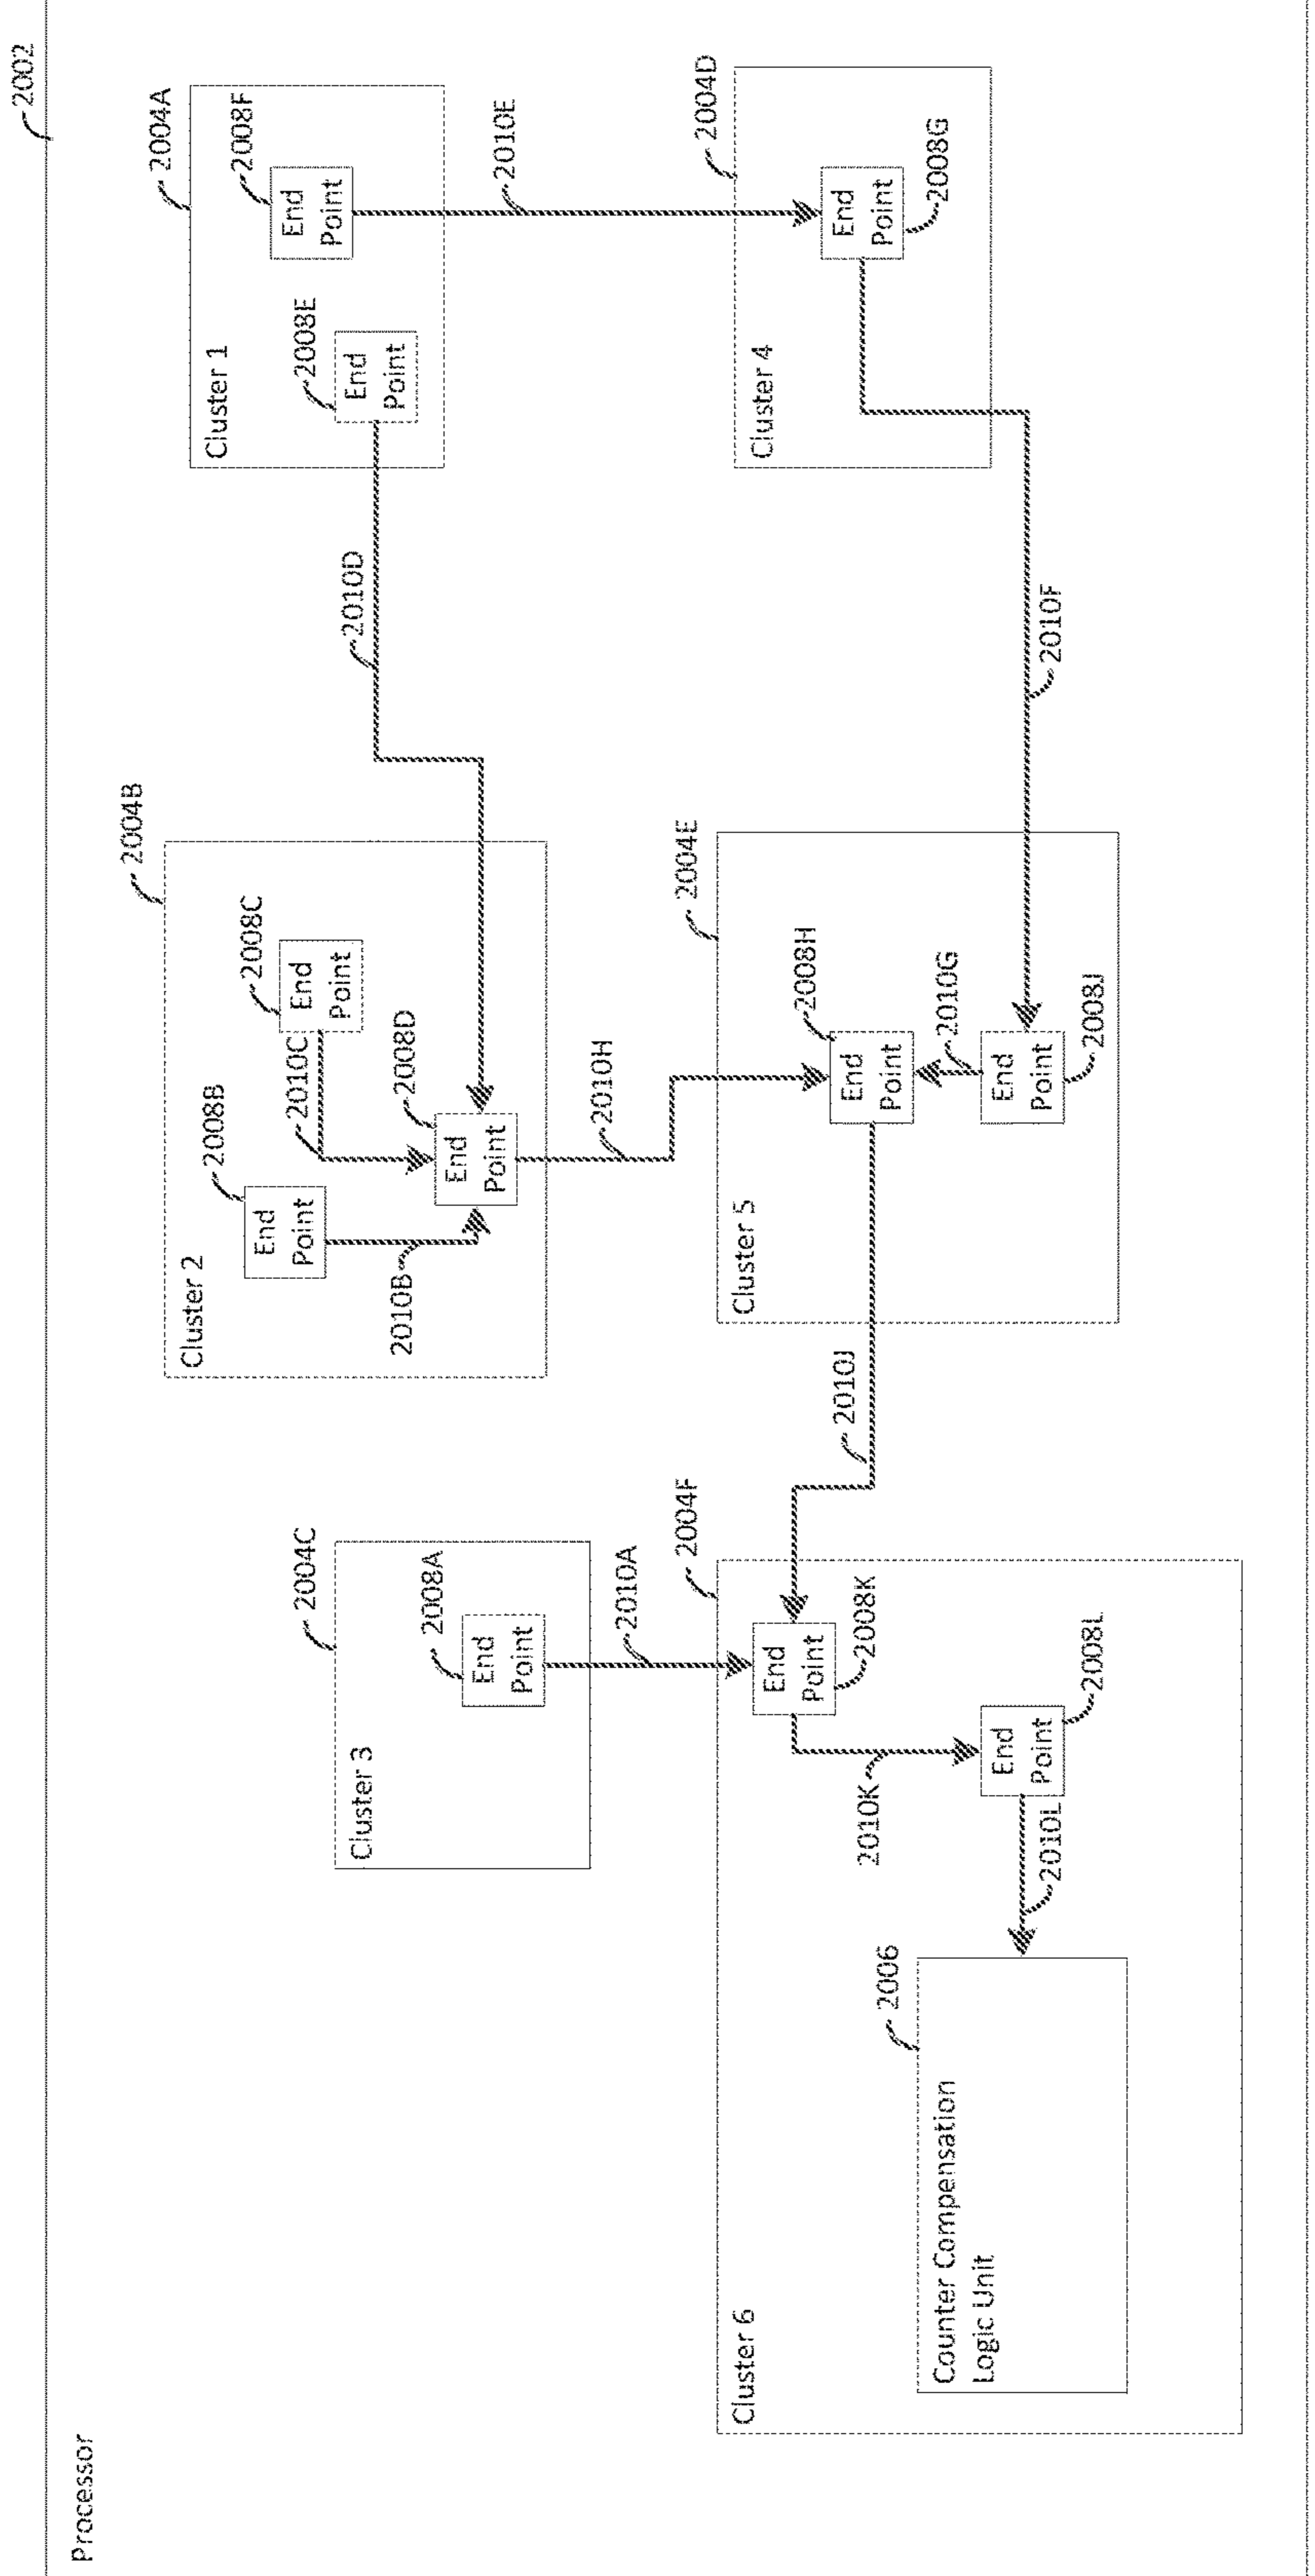 2002
Processor
Cluster 3
2004C
2008A
End
Point
2010A
Cluster 2
2004B
2008B
End
Point
2010B
2008C
End
Point
2010C
2008D
End
Point
2010H
2010D
Cluster 1
2004A
2008E
End
Point
2008F
End
Point
2010E
Cluster 6
2004F
End
Point
2008K
2010K
End
Point
2008L
2010L
2006
Counter Compensation
Logic Unit
2010J
Cluster 5
2004E
2008H
End
Point
2010G
End
Point
2008J
2010F
Cluster 4
2004D
End
Point
2008G